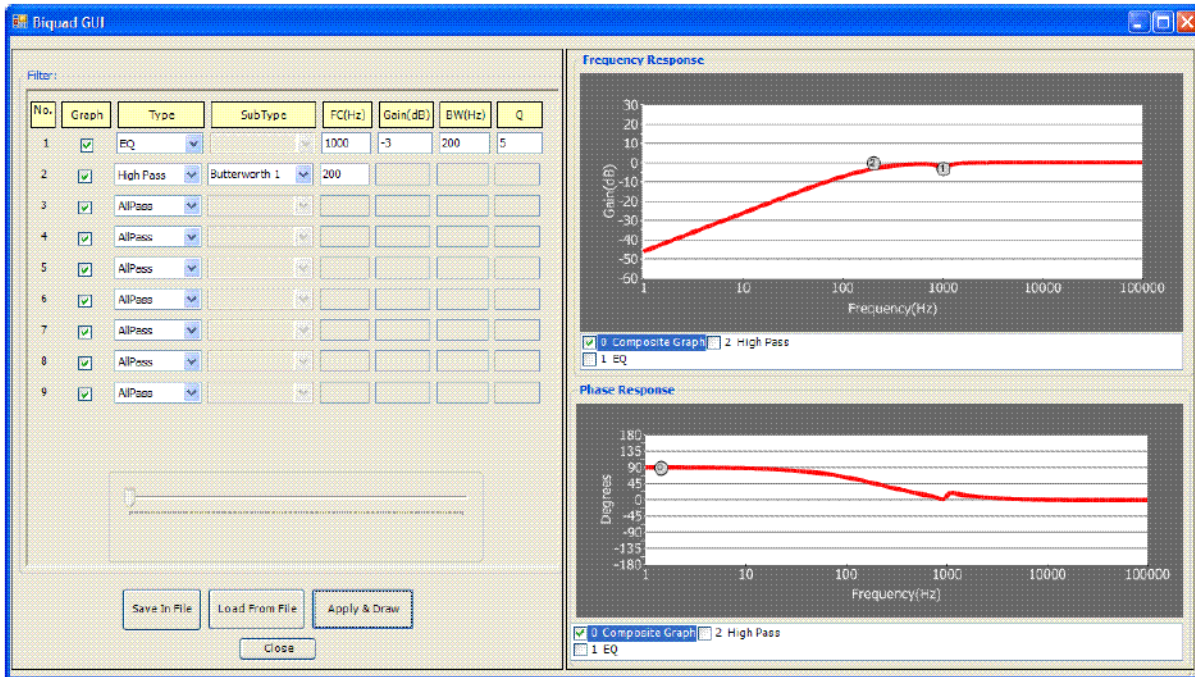 Biquad GUI
Filter:
No. Graph Type SubType FC(Hz) Gain(dB) BW(Hz) Q
1 EQ 1000 -3 200 5
2 High Pass Butterworth 1 200
3 AllPass
4 AllPass
5 AllPass
6 AllPass
7 AllPass
8 AllPass
9 AllPass
Save In File Load From File Apply & Draw
Close
Frequency Response
30
20
10
0
-10
-20
-30
-40
-50
-60
Gain(dB)
2
1
1 10 100 1000 10000 100000
Frequency(Hz)
0 Composite Graph 2 High Pass
1 EQ
Phase Response
180
135
90
45
0
-45
-90
-135
-180
Degrees
1 10 100 1000 10000 100000
Frequency(Hz)
0 Composite Graph 2 High Pass
1 EQ